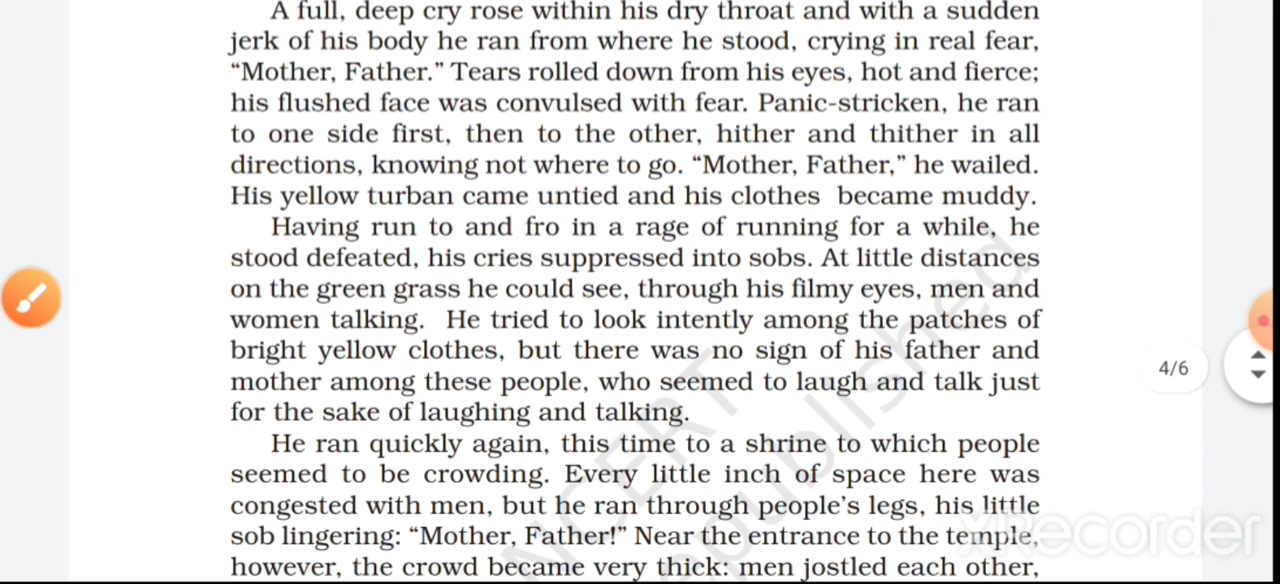 A full, deep cry rose within his dry throat and with a sudden
jerk of his body he ran from where he stood, crying in real fear,
“Mother, Father.” Tears rolled down from his eyes, hot and fierce;
his flushed face was convulsed with fear. Panic-stricken, he ran
to one side first, then to the other, hither and thither in all
directions, knowing not where to go. “Mother, Father,” he wailed.
His yellow turban came untied and his clothes became muddy.
Having run to and fro in a rage of running for a while, he
stood defeated, his cries suppressed into sobs. At little distances
on the green grass he could see, through his filmy eyes, men and
women talking. He tried to look intently among the patches of
bright yellow clothes, but there was no sign of his father and
mother among these people, who seemed to laugh and talk just
for the sake of laughing and talking.
He ran quickly again, this time to a shrine to which people
seemed to be crowding. Every little inch of space here was
congested with men, but he ran through people’s legs, his little
sob lingering: “Mother, Father!” Near the entrance to the temple,
however, the crowd became very thick: men jostled each other,
4/6
NCERT
republished
XRecorder